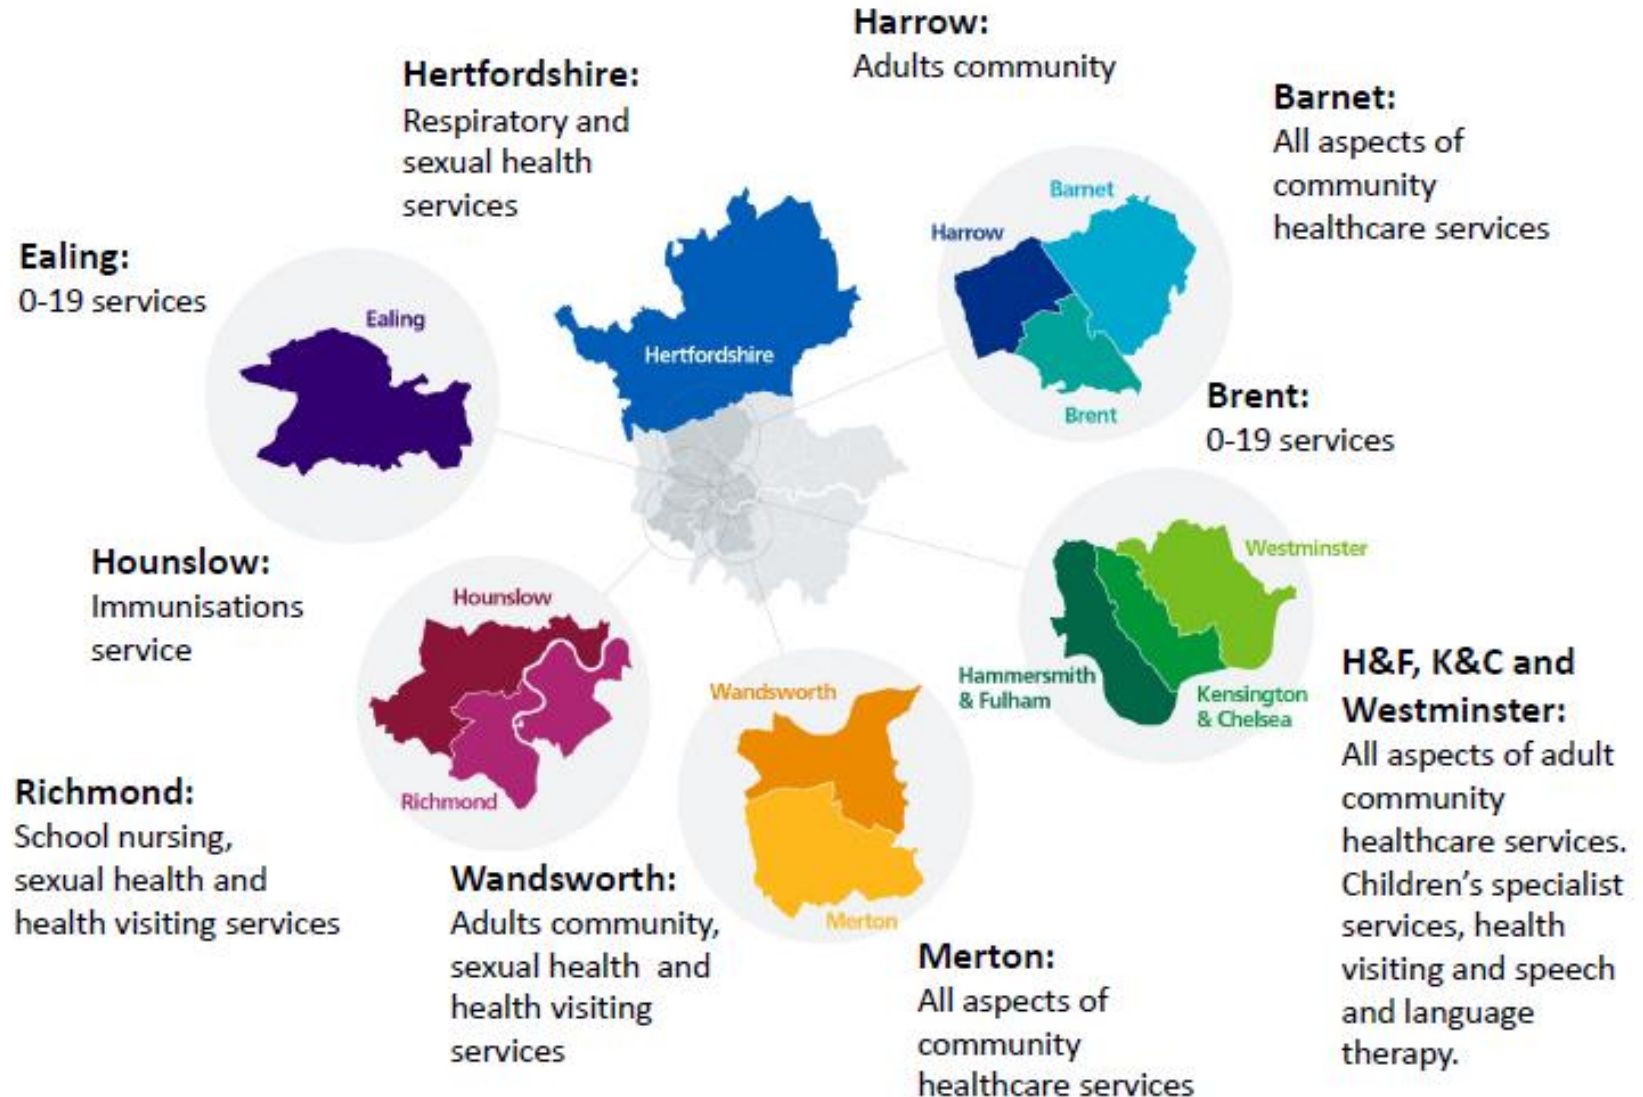 Harrow:
Adults community
Hertfordshire:
Respiratory and
sexual health
services
Barnet:
All aspects of
community
healthcare services
Ealing:
0-19 services
Ealing
Hertfordshire
Barnet
Harrow
Brent
Brent:
0-19 services
Hounslow:
Immunisations
service
Hounslow
Richmond
Westminster
Hammersmith
& Fulham
Kensington
& Chelsea
H&F, K&C and
Westminster:
All aspects of adult
community
healthcare services.
Children’s specialist
services, health
visiting and speech
and language
therapy.
Richmond:
School nursing,
sexual health and
health visiting services
Wandsworth
Merton
Wandsworth:
Adults community,
sexual health and
health visiting
services
Merton:
All aspects of
community
healthcare services